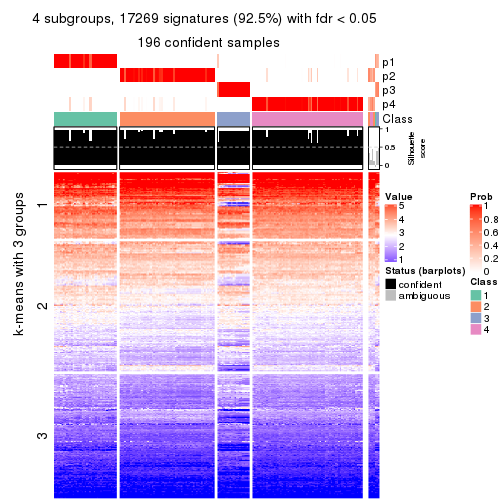 4 subgroups, 17269 signatures (92.5%) with fdr < 0.05
196 confident samples
p1
p2
p3
p4
Class
1
0.5
0
Silhouette
score
k-means with 3 groups
1
2
3
Value
5
4
3
2
1
Status (barplots)
confident
ambiguous
Prob
1
0.8
0.6
0.4
0.2
0
Class
1
2
3
4